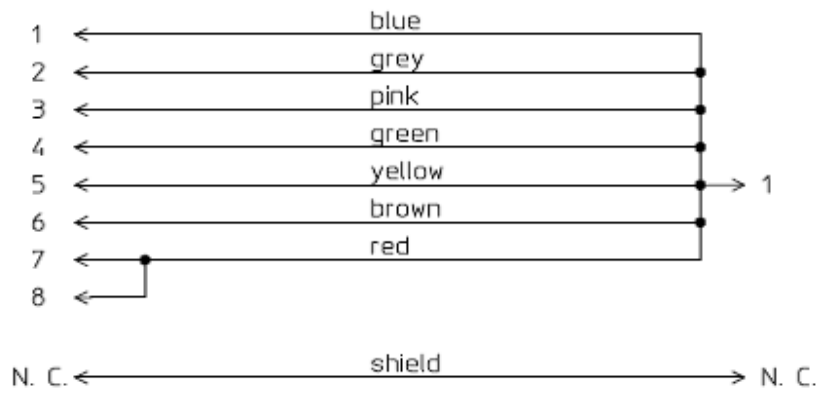 1 blue
2 grey
3 pink
4 green
5 yellow 1
6 brown
7 red
8
N. C. shield N. C.